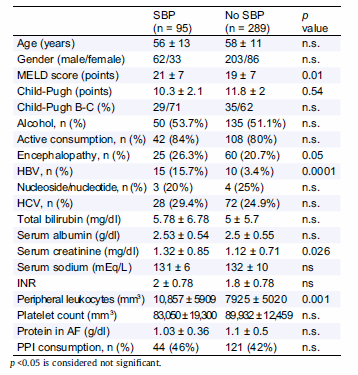 SBP No SBP p
(n = 95) (n = 289) value
Age (years) 56 ± 13 58 ± 11 n.s.
Gender (male/female) 62/33 203/86 n.s.
MELD score (points) 21 ± 7 19 ± 7 0.01
Child-Pugh (points) 10.3 ± 2.1 11.8 ± 2 0.54
Child-Pugh B-C (%) 29/71 35/62 n.s.
Alcohol, n (%) 50 (53.7%) 135 (51.1%) n.s.
Active consumption, n (%) 42 (84%) 108 (80%) n.s.
Encephalopathy, n (%) 25 (26.3%) 60 (20.7%) 0.05
HBV, n (%) 15 (15.7%) 10 (3.4%) 0.0001
Nucleoside/nucleotide, n (%) 3 (20%) 4 (25%) n.s.
HCV, n (%) 28 (29.4%) 72 (24.9%) n.s.
Total bilirubin (mg/dl) 5.78 ± 6.78 5 ± 5.7 n.s.
Serum albumin (g/dl) 2.53 ± 0.54 2.5 ± 0.55 n.s.
Serum creatinine (mg/dl) 1.32 ± 0.85 1.12 ± 0.71 0.026
Serum sodium (mEq/L) 131 ± 6 132 ± 10 ns
INR 2 ± 0.78 1.8 ± 0.78 ns
Peripheral leukocytes (mm³) 10,857 ± 5909 7925 ± 5020 0.001
Platelet count (mm³) 83,050 ± 19,300 89,932 ± 12,459 n.s.
Protein in AF (g/dl) 1.03 ± 0.36 1.1 ± 0.5 n.s.
PPI consumption, n (%) 44 (46%) 121 (42%) n.s.
p <0.05 is considered not significant.